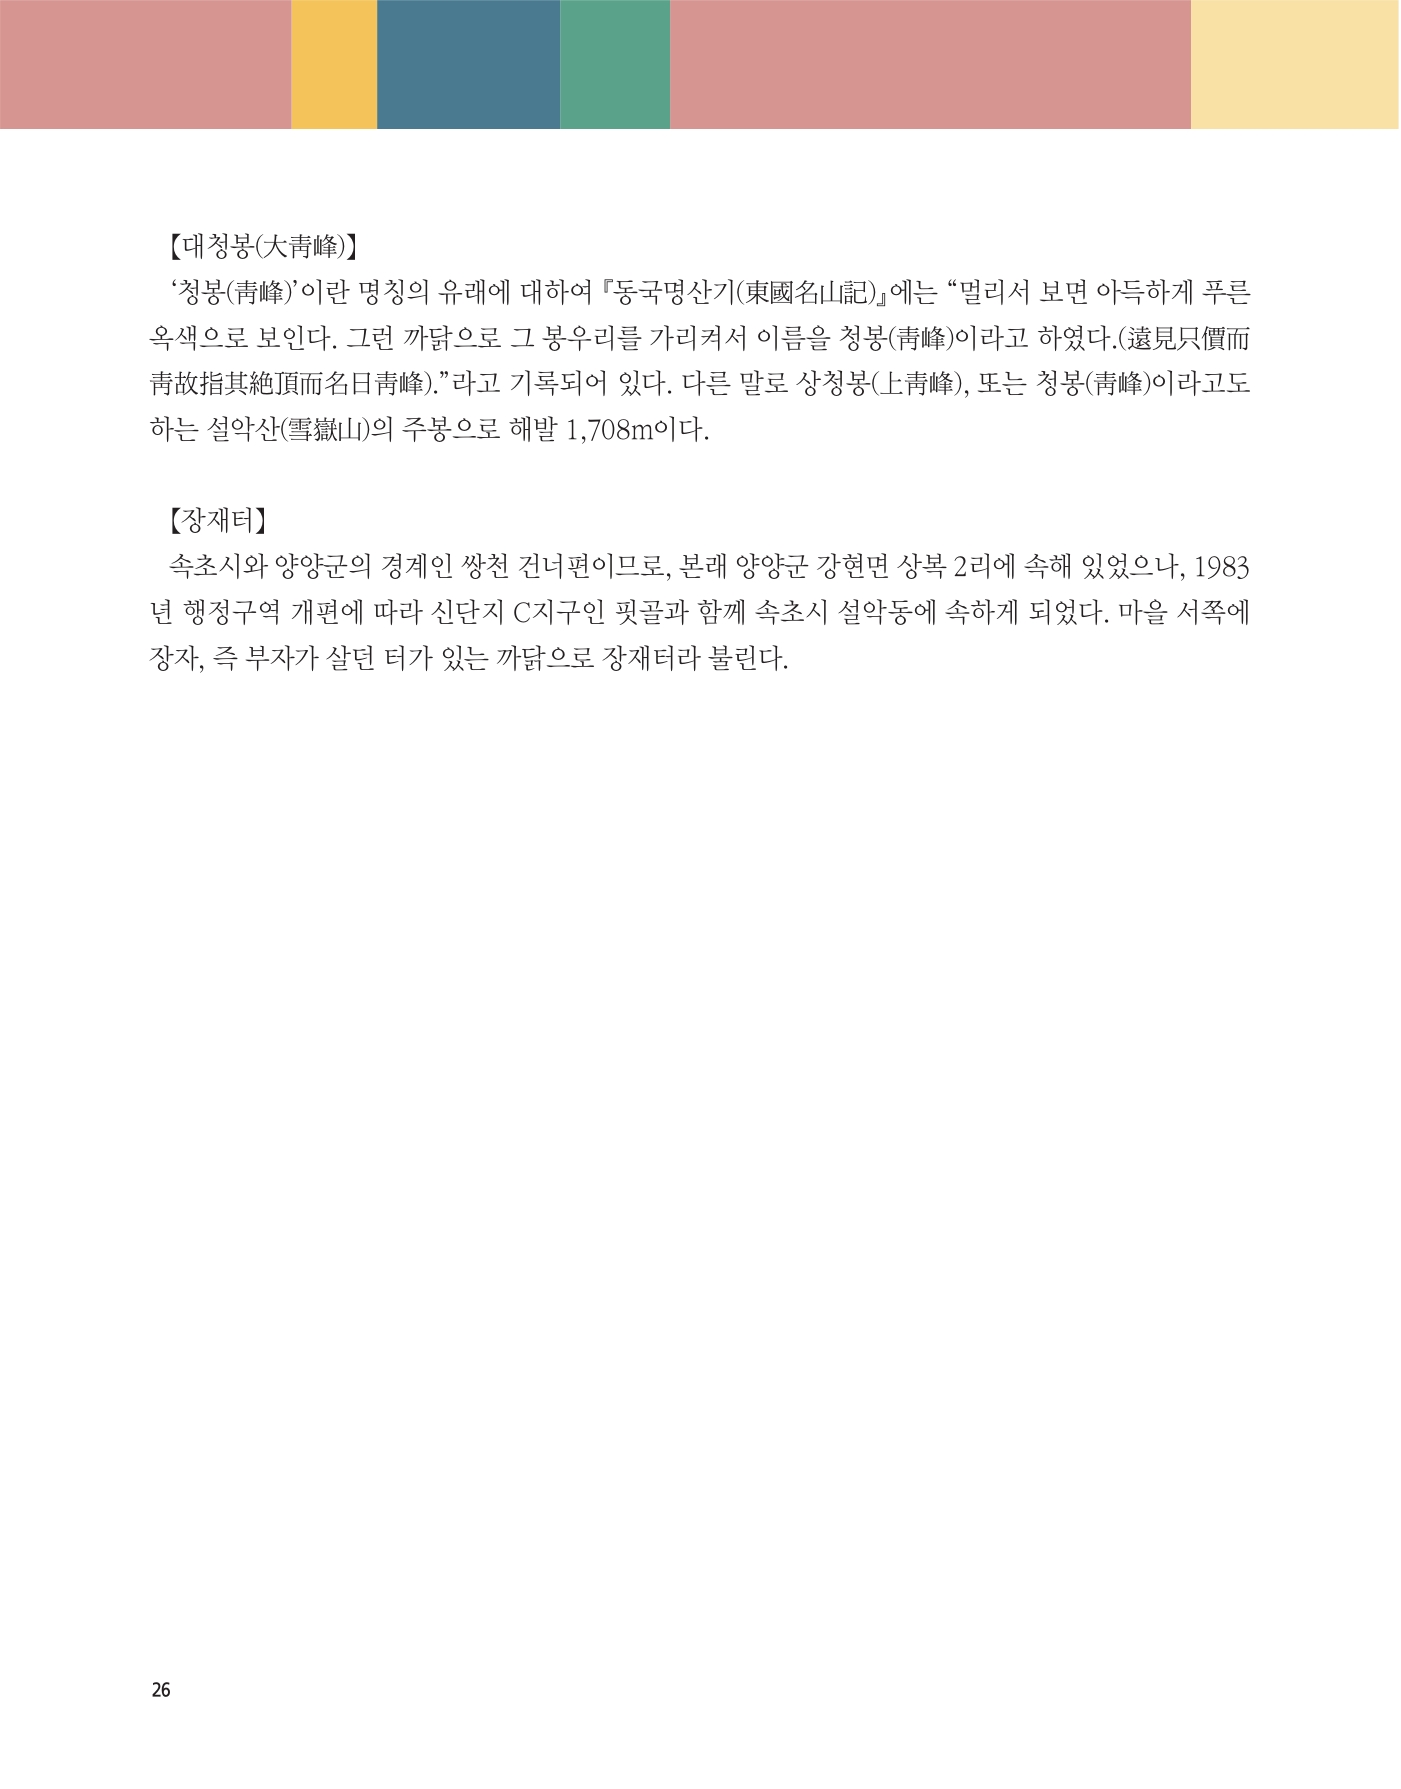 【대청봉(大靑峰)】
‘청봉(靑峰)’이란 명칭의 유래에 대하여 『동국명산기(東國名山記)』에는 “멀리서 보면 아득하게 푸른
옥색으로 보인다. 그런 까닭으로 그 봉우리를 가리켜서 이름을 청봉(靑峰)이라고 하였다.(遠見只價而
靑故指其絶頂而名日靑峰).”라고 기록되어 있다. 다른 말로 상청봉(上靑峰), 또는 청봉(靑峰)이라고도
하는 설악산(雪嶽山)의 주봉으로 해발 1,708m이다.
【장재터】
속초시와 양양군의 경계인 쌍천 건너편이므로, 본래 양양군 강현면 상복 2리에 속해 있었으나, 1983
년 행정구역 개편에 따라 신단지 C지구인 핏골과 함께 속초시 설악동에 속하게 되었다. 마을 서쪽에
장자, 즉 부자가 살던 터가 있는 까닭으로 장재터라 불린다.
26